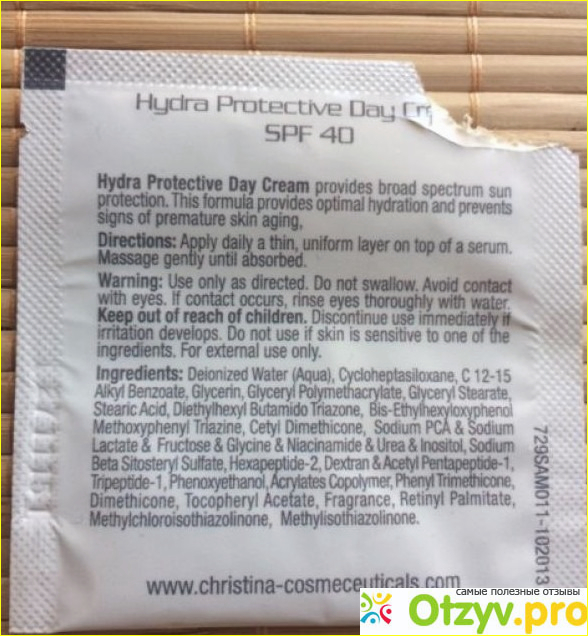 Hydra Protective Day Cre
SPF 40
Hydra Protective Day Cream provides broad spectrum sun
protection. This formula provides optimal hydration and prevents
signs of premature skin aging,
Directions: Apply daily a thin, uniform layer on top of a serum.
Massage gently until absorbed.
Warning: Use only as directed. Do not swallow. Avoid contact
with eyes. If contact occurs, rinse eyes thoroughly with water.
Keep out of reach of children. Discontinue use immediately if
irritation develops. Do not use if skin is sensitive to one of the
ingredients. For external use only.
Ingredients: Deionized Water (Aqua), Cycloheptasiloxane, C 12-15
Alkyl Benzoate, Glycerin, Glyceryl Polymethacrylate, Glyceryl Stearate,
Stearic Acid, Diethylhexyl Butamido Triazone, Bis-Ethylhexyloxyphenol
Methoxyphenyl Triazine, Cetyl Dimethicone, Sodium PCA & Sodium
Lactate & Fructose & Glycine & Niacinamide & Urea & Inositol, Sodium
Beta Sitosteryl Sulfate, Hexapeptide-2, Dextran & Acetyl Pentapeptide-1,
Tripeptide-1, Phenoxyethanol, Acrylates Copolymer, Phenyl Trimethicone,
Dimethicone, Tocopheryl Acetate, Fragrance, Retinyl Palmitate,
Methylchloroisothiazolinone, Methylisothiazolinone.
729SAM011-102013
www.christina-cosmeceuticals.com
самые полезные отзывы
Otzyv.pro